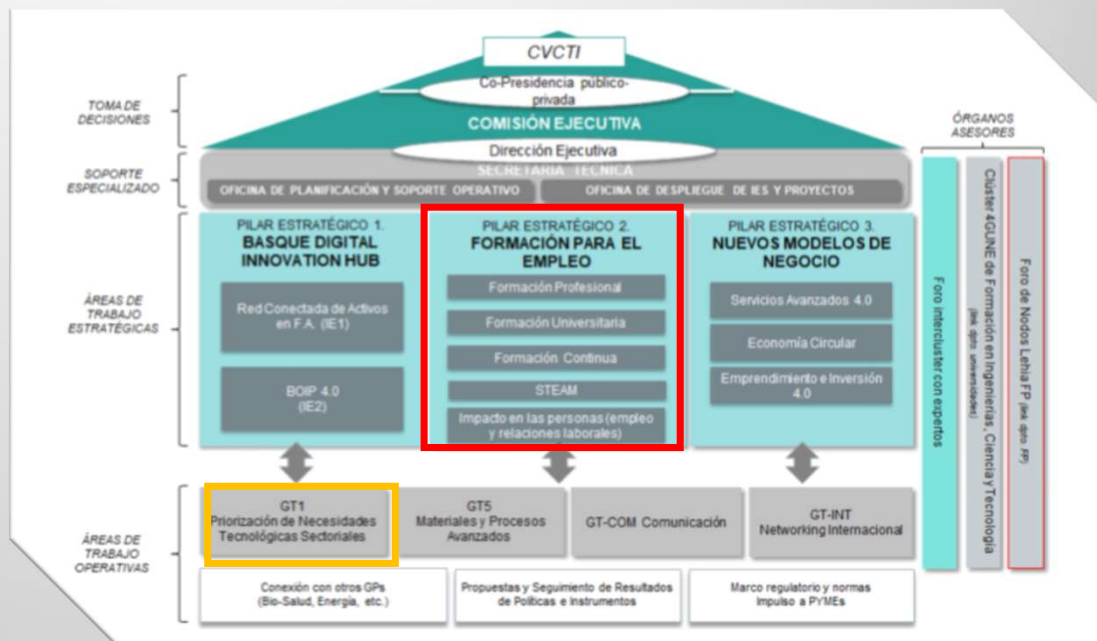 CVCTI
Co-Presidencia público-
privada
TOMA DE
DECISIONES
COMISIÓN EJECUTIVA
Dirección Ejecutiva
SOPORTE
ESPECIALIZADO
SECRETARÍA TÉCNICA
OFICINA DE PLANIFICACIÓN Y SOPORTE OPERATIVO
OFICINA DE DESPLIEGUE DE IES Y PROYECTOS
ÁREAS DE
TRABAJO
ESTRATÉGICAS
PILAR ESTRATÉGICO 1.
BASQUE DIGITAL
INNOVATION HUB
Red Conectada de Activos
en F.A. (IE1)
BOIP 4.0
(IE2)
PILAR ESTRATÉGICO 2.
FORMACIÓN PARA EL
EMPLEO
Formación Profesional
Formación Universitaria
Formación Continua
STEAM
Impacto en las personas (empleo
y relaciones laborales)
PILAR ESTRATÉGICO 3.
NUEVOS MODELOS DE
NEGOCIO
Servicios Avanzados 4.0
Economía Circular
Emprendimiento e Inversión
4.0
ÁREAS DE
TRABAJO
OPERATIVAS
GT1
Priorización de Necesidades
Tecnológicas Sectoriales
GT5
Materiales y Procesos
Avanzados
GT-COM Comunicación
GT-INT
Networking Internacional
Conexión con otros GPs
(Bio-Salud, Energía, etc.)
Propuestas y Seguimiento de Resultados
de Políticas e Instrumentos
Marco regulatorio y normas
Impulso a PYMEs
ÓRGANOS
ASESORES
Foro intercluster con expertos
Clúster 4GUNE de Formación en Ingenierías, Ciencia y Tecnología
(link dpto. universidades)
Foro de Nodos Lehia FP (link dpto. FP)